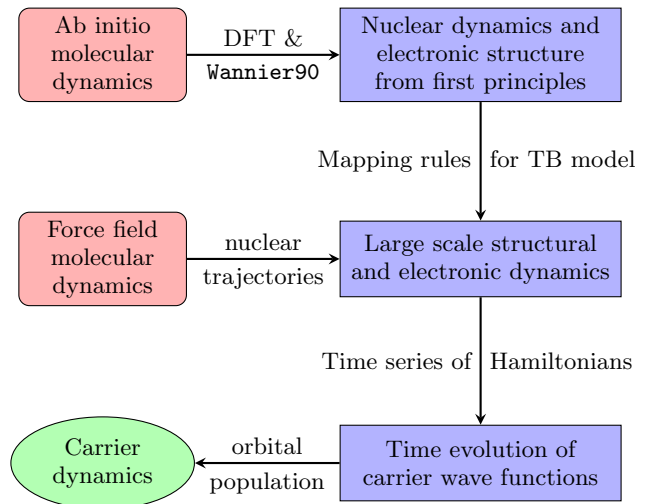 Ab initio
molecular
dynamics
DFT &
Wannier90
Nuclear dynamics and
electronic structure
from first principles
Mapping rules for TB model
Force field
molecular
dynamics
nuclear
trajectories
Large scale structural
and electronic dynamics
Time series of Hamiltonians
Carrier
dynamics
orbital
population
Time evolution of
carrier wave functions